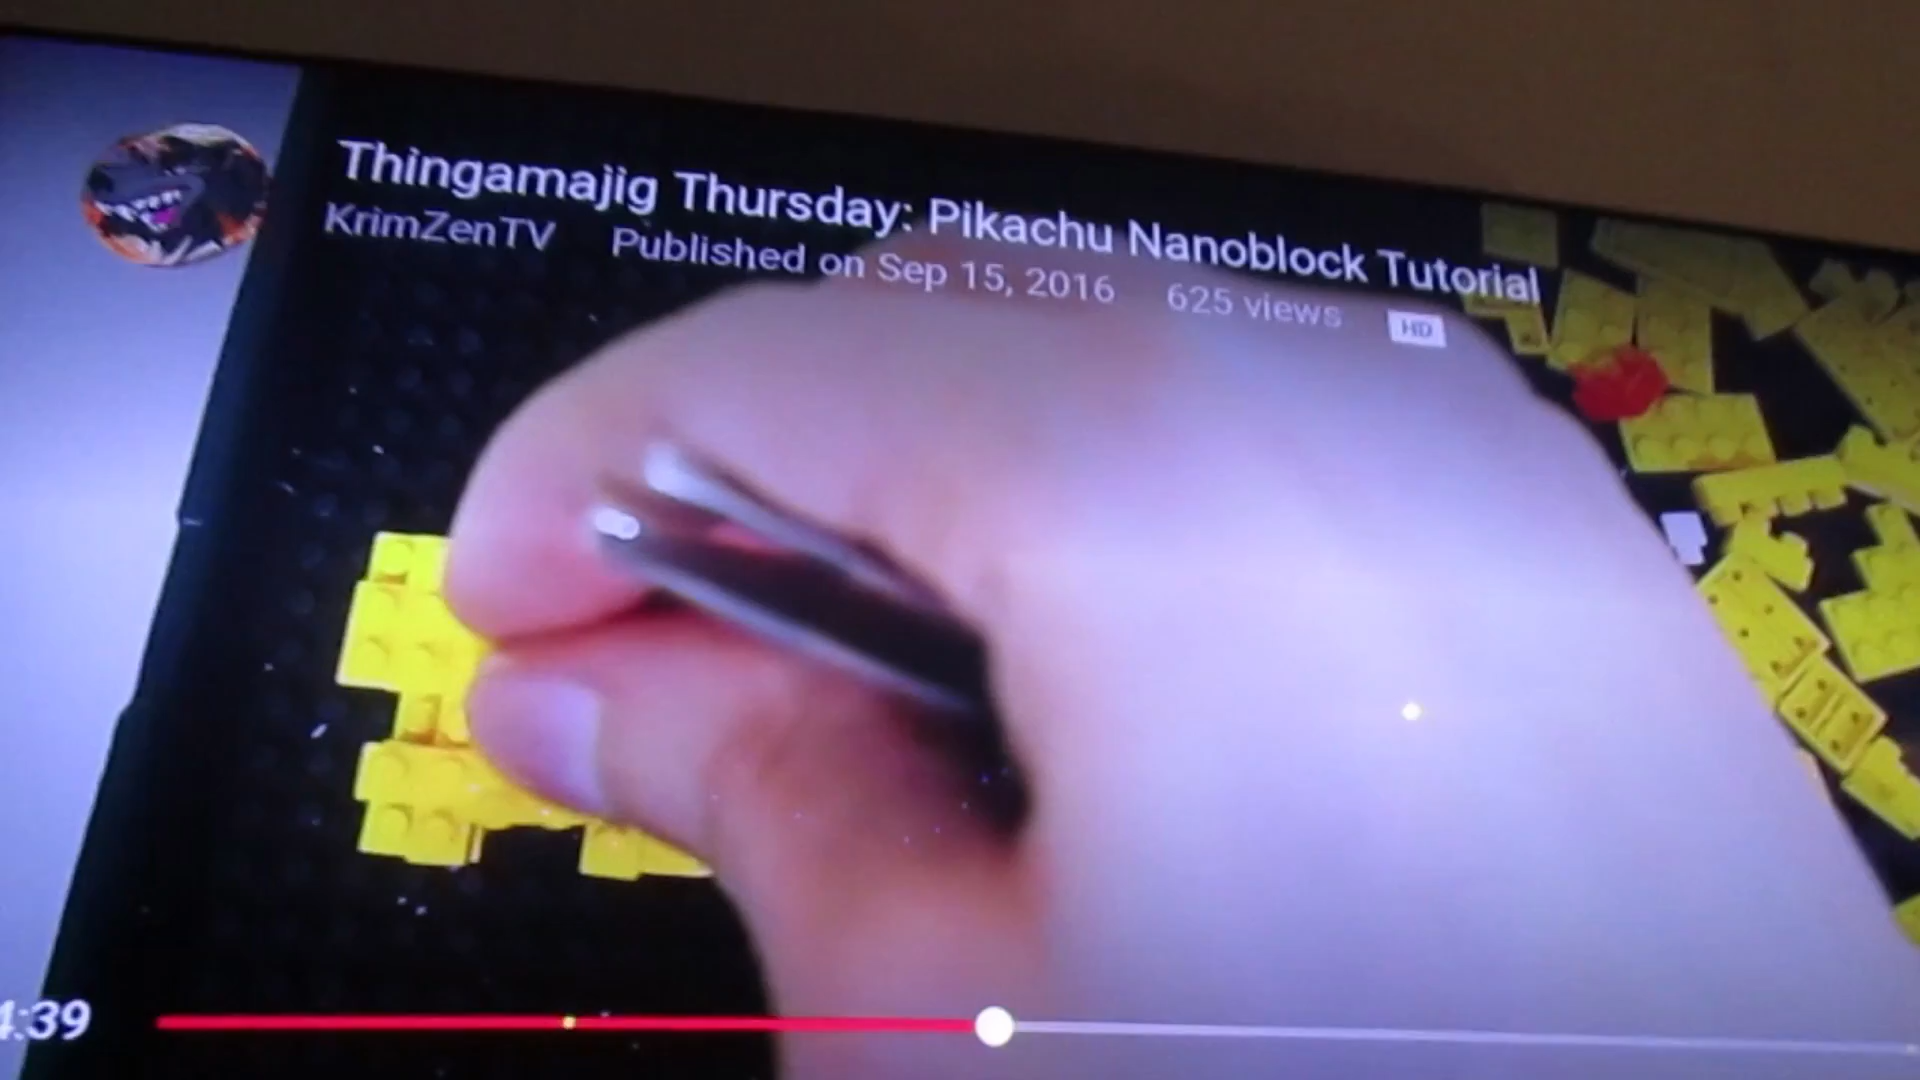 Thingamajig Thursday: Pikachu Nanoblock Tutorial
KrimZenTV Published on Sep 15, 2016 625 views HD
4:39